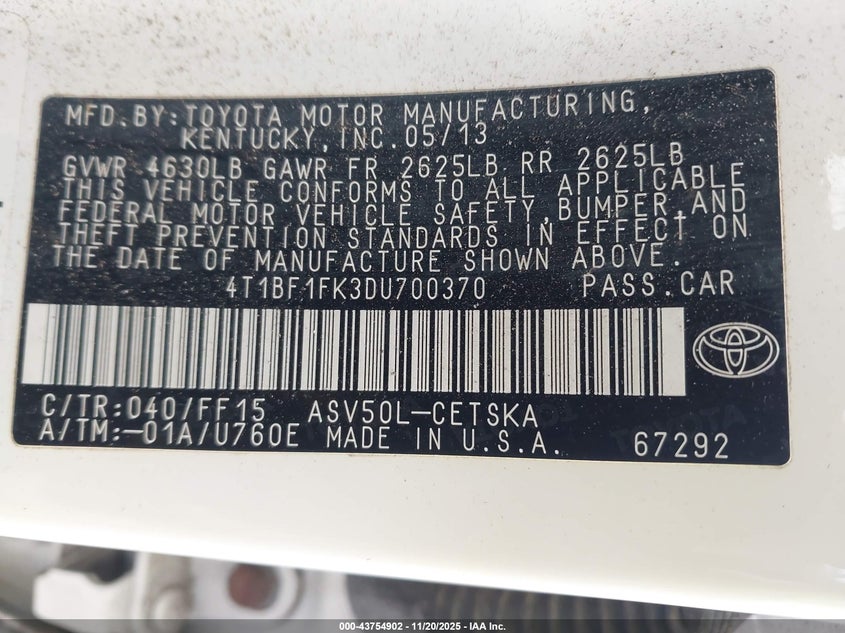 MFD.BY:TOYOTA MOTOR MANUFACTURING,
KENTUCKY, INC. 05/13
GVWR 4630LB GAWR FR 2625LB RR 2625LB
THIS VEHICLE CONFORMS TO ALL APPLICABLE
FEDERAL MOTOR VEHICLE SAFETY,BUMPER,AND
THEFT PREVENTION STANDARDS IN EFFECT ON
THE DATE OF MANUFACTURE SHOWN ABOVE.
4T1BF1FK3DU700370 PASS.CAR
C/TR:040/FF15 ASV50L-CETSKA
A/TM:-01A/U760E MADE IN U.S.A. 67292
TOYOTA
000-43754902 - 11/20/2025 - IAA Inc.